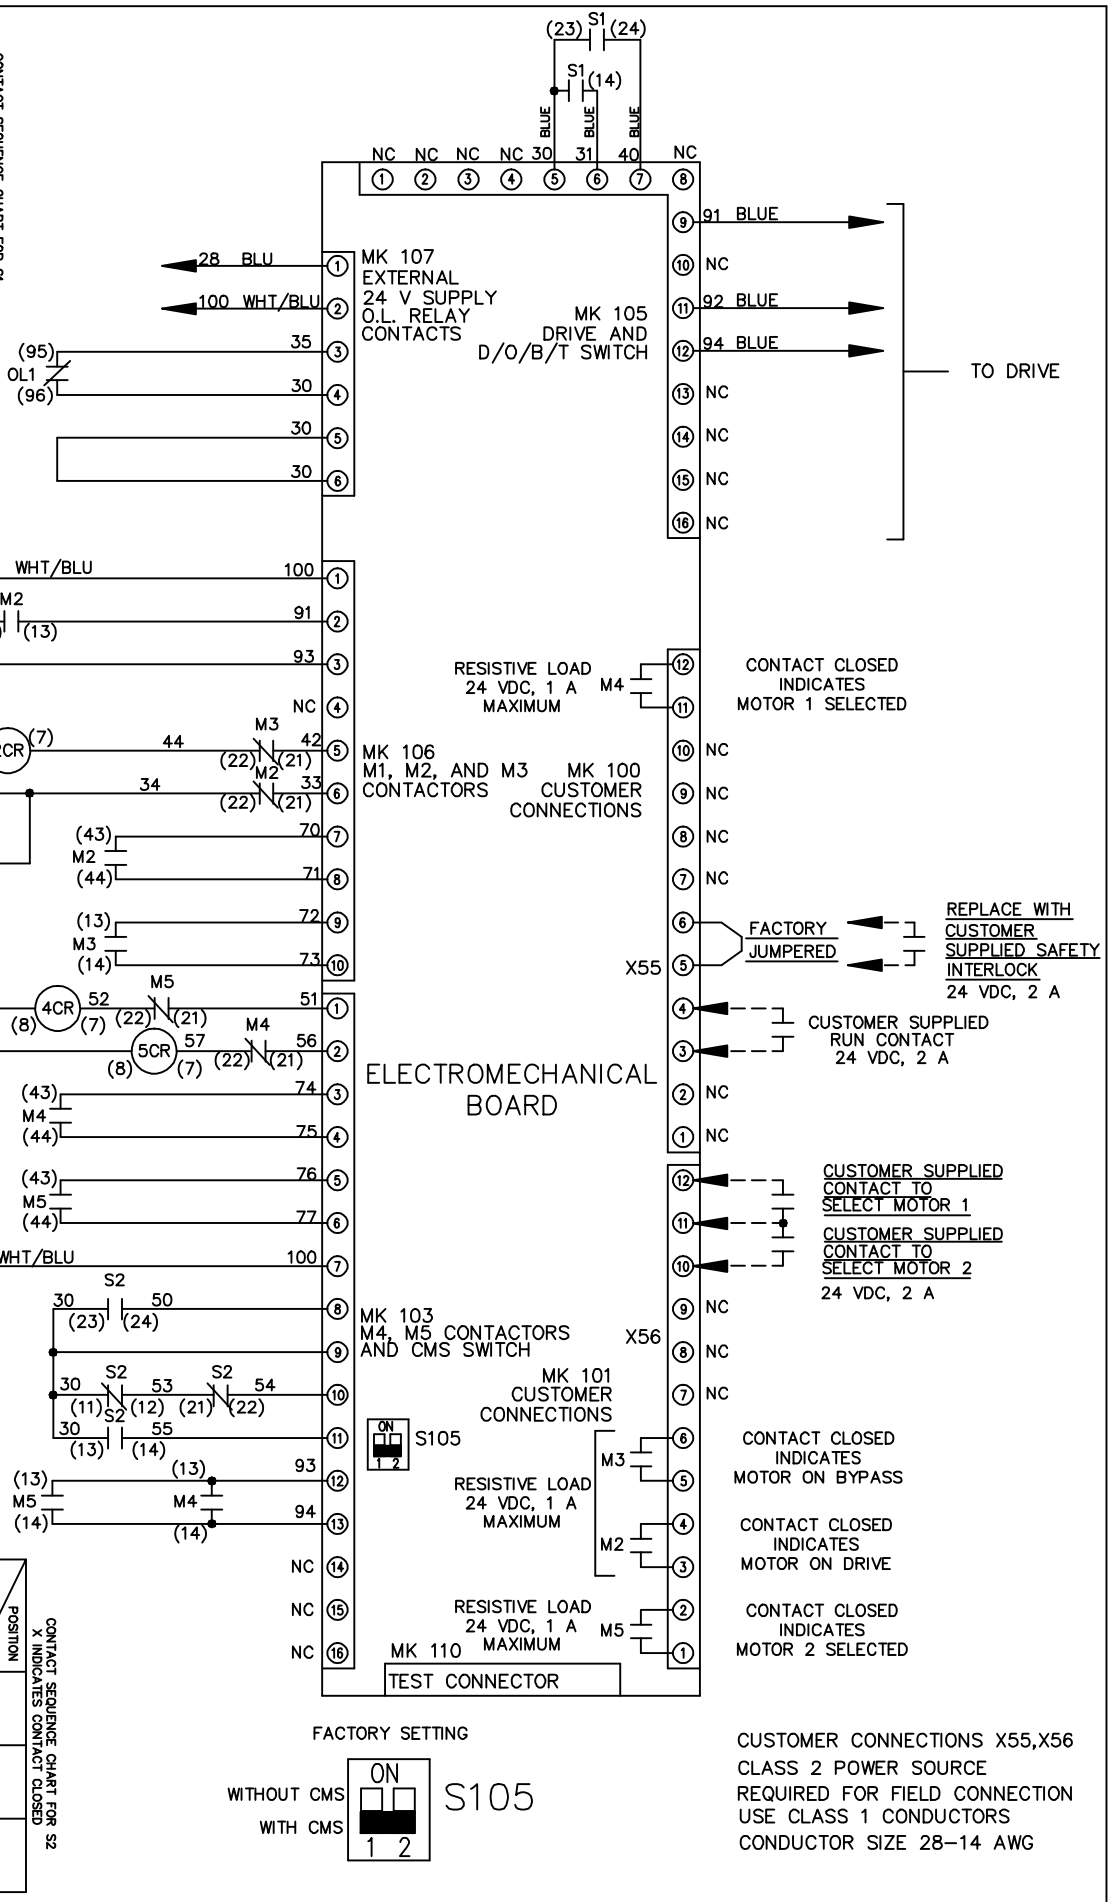 S1
(23) (24)
S1
(14)
BLUE
BLUE
BLUE
NC NC NC NC 30 31 40 NC
1 2 3 4 5 6 7 8
9 91 BLUE
10 NC
11 92 BLUE
12 94 BLUE
13 NC
14 NC
15 NC
16 NC
TO DRIVE
MK 105
DRIVE AND
D/O/B/T SWITCH
28 BLU 1
100 WHT/BLU 2
35 3
30 4
30 5
30 6
(95)
OL1
(96)
MK 107
EXTERNAL
24 V SUPPLY
O.L. RELAY
CONTACTS
WHT/BLU 100 1
M2
(13) 91 2
93 3
NC 4
M3
(7) 44 (22) (21) 42 5
M2
34 (22) (21) 33 6
(43) 70 7
M2
(44) 71 8
(13) 72 9
M3
(14) 73 10
MK 106
M1, M2, AND M3
CONTACTORS
RESISTIVE LOAD
24 VDC, 1 A
MAXIMUM
M4
12
11
CONTACT CLOSED
INDICATES
MOTOR 1 SELECTED
MK 100
CUSTOMER
CONNECTIONS
10 NC
9 NC
8 NC
7 NC
6
5
X55
FACTORY
JUMPERED
REPLACE WITH
CUSTOMER
SUPPLIED SAFETY
INTERLOCK
24 VDC, 2 A
4
3
CUSTOMER SUPPLIED
RUN CONTACT
24 VDC, 2 A
2 NC
1 NC
M5
(8) 4CR (7) 52 (22) (21) 51 1
M4
(8) 5CR (7) 57 (22) (21) 56 2
(43) 74 3
M4
(44) 75 4
(43) 76 5
M5
(44) 77 6
WHT/BLU 100 7
S2
30 (23) (24) 50 8
9
S2 S2
30 (11) (12) 53 (21) (22) 54 10
S2
30 (13) (14) 55 11
(13) (13) 93 12
M5 M4
(14) (14) 94 13
NC 14
NC 15
NC 16
ELECTROMECHANICAL
BOARD
MK 103
M4, M5 CONTACTORS
AND CMS SWITCH
ON
1 2
S105
12
11
10
CUSTOMER SUPPLIED
CONTACT TO
SELECT MOTOR 1
CUSTOMER SUPPLIED
CONTACT TO
SELECT MOTOR 2
24 VDC, 2 A
9 NC
8 NC
7 NC
X56
MK 101
CUSTOMER
CONNECTIONS
M3
6
5
CONTACT CLOSED
INDICATES
MOTOR ON BYPASS
RESISTIVE LOAD
24 VDC, 1 A
MAXIMUM
M2
4
3
CONTACT CLOSED
INDICATES
MOTOR ON DRIVE
RESISTIVE LOAD
24 VDC, 1 A
MAXIMUM
M5
2
1
CONTACT CLOSED
INDICATES
MOTOR 2 SELECTED
MK 110
TEST CONNECTOR
POSITION
CONTACT SEQUENCE CHART FOR S2
X INDICATES CONTACT CLOSED
FACTORY SETTING
WITHOUT CMS
WITH CMS
ON
1 2
S105
CUSTOMER CONNECTIONS X55,X56
CLASS 2 POWER SOURCE
REQUIRED FOR FIELD CONNECTION
USE CLASS 1 CONDUCTORS
CONDUCTOR SIZE 28-14 AWG